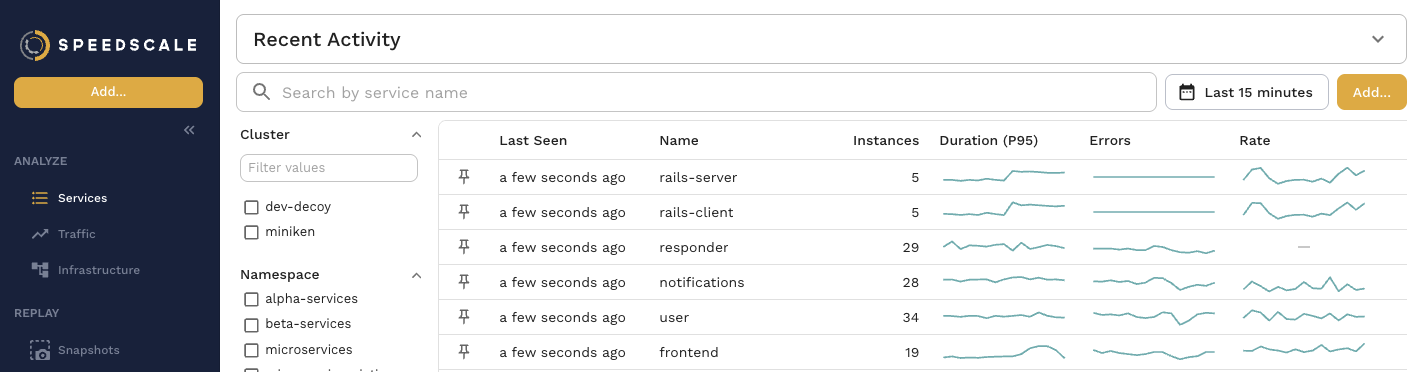 SPEEDSCALE
Add...
ANALYZE
Services
Traffic
Infrastructure
REPLAY
Snapshots
Recent Activity
Search by service name
Last 15 minutes
Add...
Cluster
Filter values
dev-decoy
miniken
Namespace
alpha-services
beta-services
microservices
Last Seen Name Instances Duration (P95) Errors Rate
a few seconds ago rails-server 5
a few seconds ago rails-client 5
a few seconds ago responder 29
a few seconds ago notifications 28
a few seconds ago user 34
a few seconds ago frontend 19